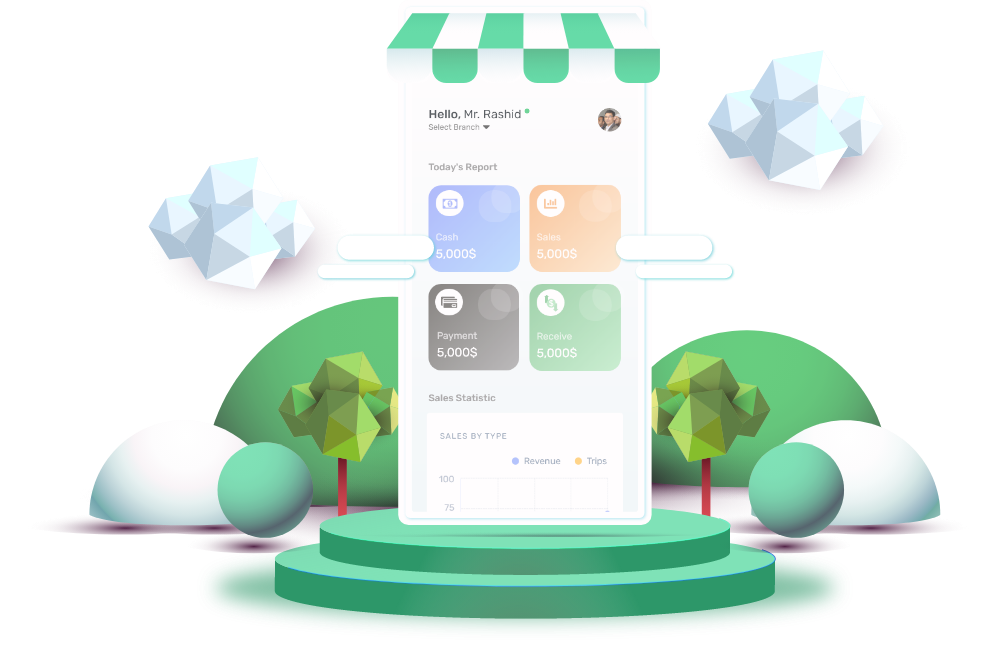 Hello, Mr. Rashid
Select Branch
Today's Report
Cash
5,000$
Sales
5,000$
Payment
5,000$
Receive
5,000$
Sales Statistic
SALES BY TYPE
Revenue
Trips
100
75